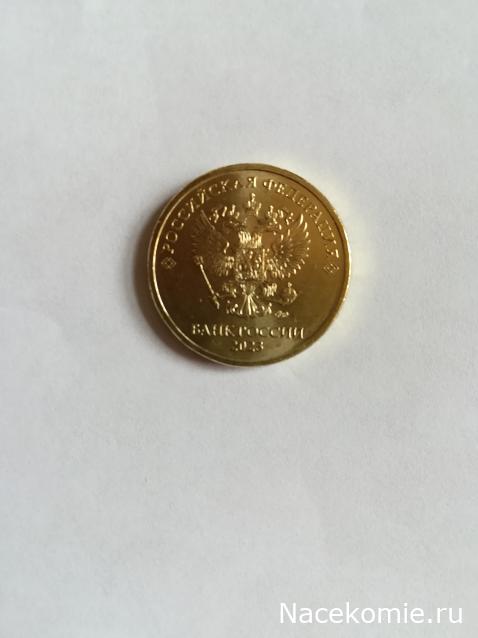 РОССИЙСКАЯ ФЕДЕРАЦИЯ
БАНК РОССИИ
2023
Nacekomie.ru